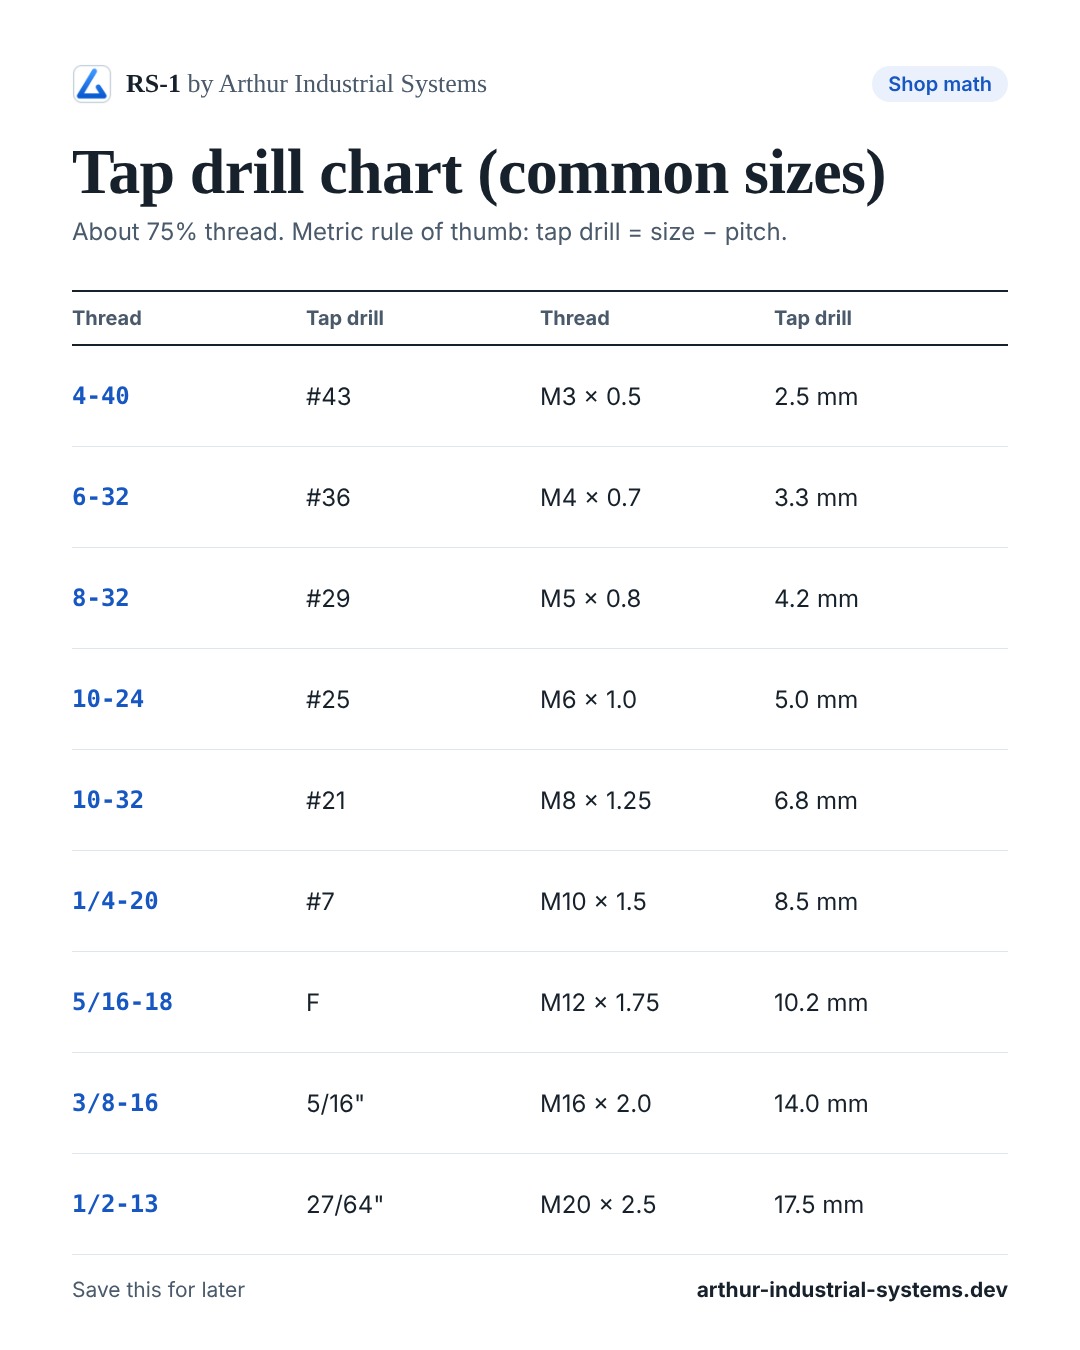 RS-1 by Arthur Industrial Systems
Shop math
Tap drill chart (common sizes)
About 75% thread. Metric rule of thumb: tap drill = size − pitch.
Thread Tap drill Thread Tap drill
4-40 #43 M3 × 0.5 2.5 mm
6-32 #36 M4 × 0.7 3.3 mm
8-32 #29 M5 × 0.8 4.2 mm
10-24 #25 M6 × 1.0 5.0 mm
10-32 #21 M8 × 1.25 6.8 mm
1/4-20 #7 M10 × 1.5 8.5 mm
5/16-18 F M12 × 1.75 10.2 mm
3/8-16 5/16" M16 × 2.0 14.0 mm
1/2-13 27/64" M20 × 2.5 17.5 mm
Save this for later
arthur-industrial-systems.dev